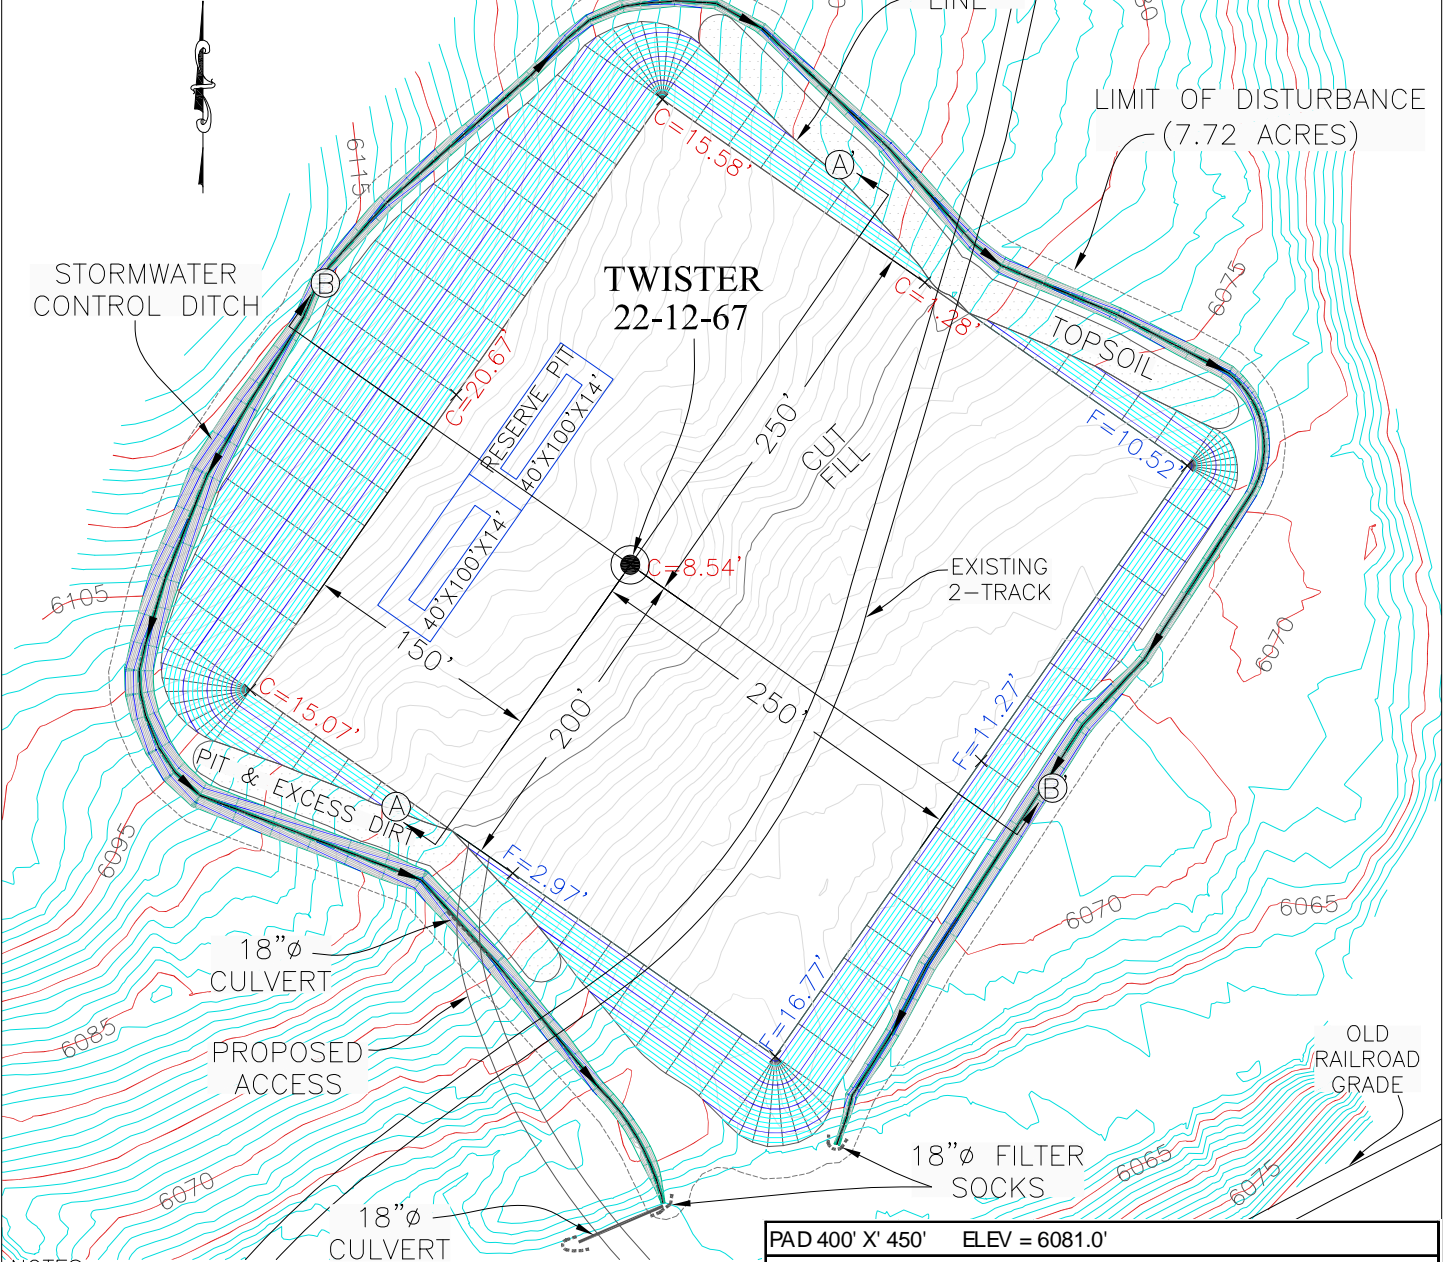 LINE
80
LIMIT OF DISTURBANCE
(7.72 ACRES)
6115
C=15.58'
A'
STORMWATER
CONTROL DITCH
B
TWISTER
22-12-67
C=1.28'
6075
TOPSOIL
C=20.67'
RESERVE PIT
40'X100'X14'
250'
CUT
FILL
F=10.52'
40'X100'X14'
C=8.54'
EXISTING
2-TRACK
6105
150'
6070
C=15.07'
200'
250'
F=11.27'
PIT & EXCESS DIRT
A
B'
6095
F=2.97'
6070
6065
18"ø
CULVERT
F=16.77'
6085
PROPOSED
ACCESS
OLD
RAILROAD
GRADE
18"ø FILTER
SOCKS
6065
6075
6070
18"ø
CULVERT
PAD 400' X' 450' ELEV = 6081.0'
NOTES